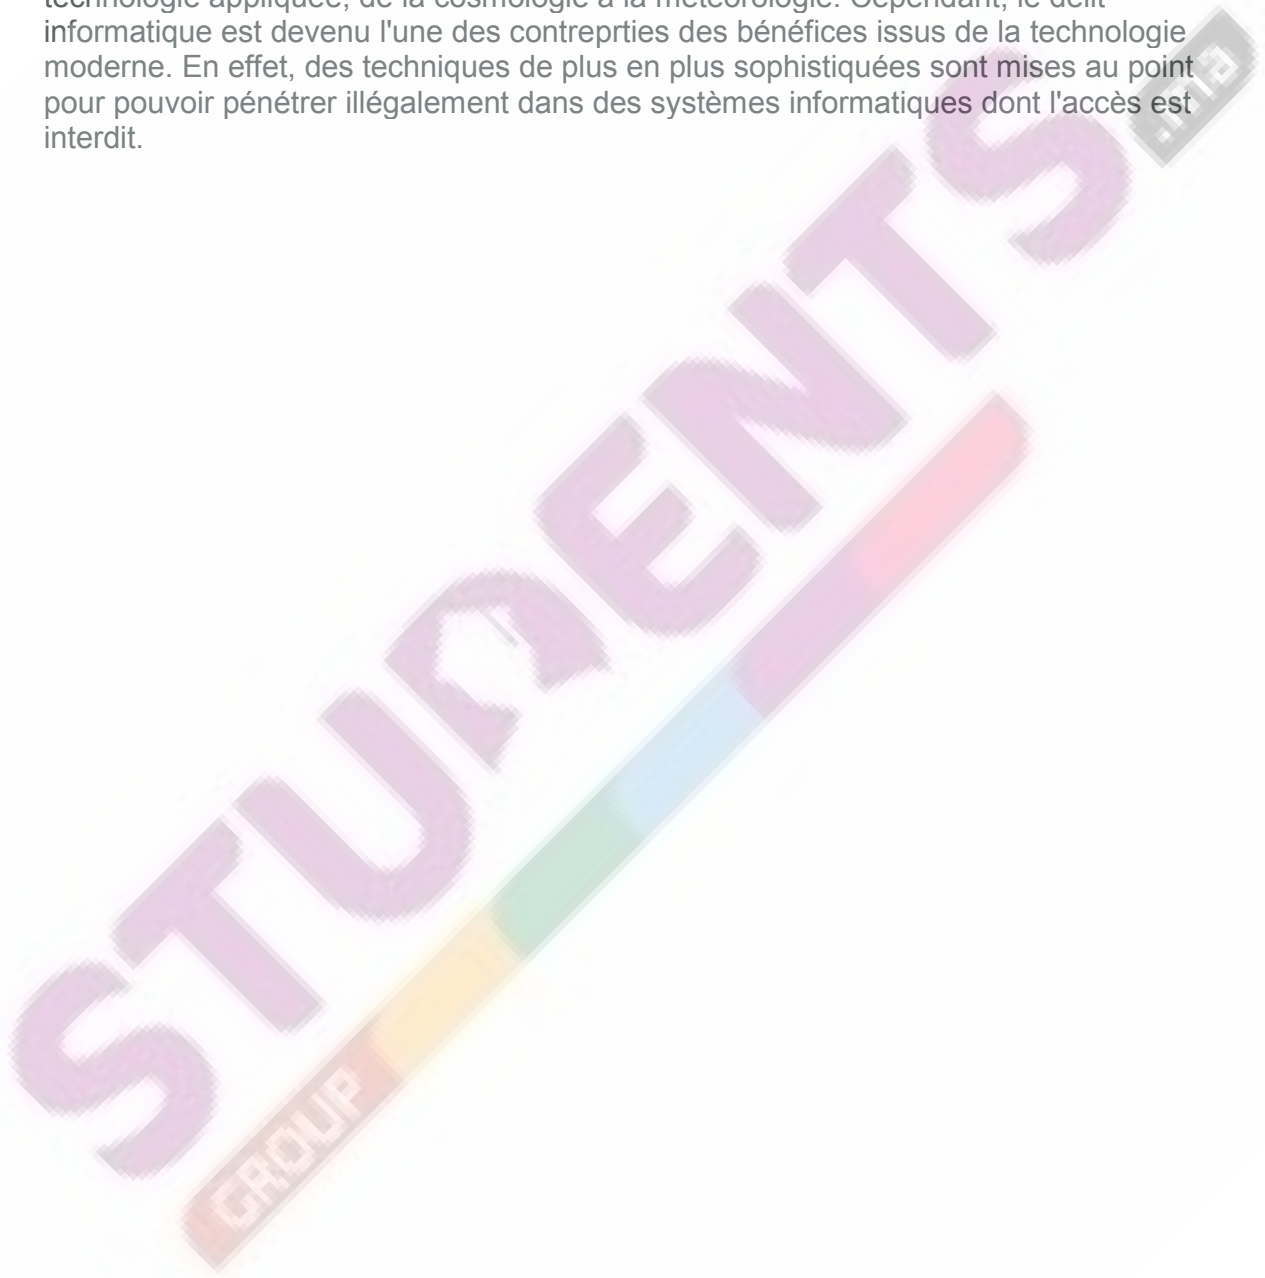 technologie appliquée, de la cosmologie à la météorologie. Cependant, le délit
informatique est devenu l'une des contreprties des bénéfices issus de la technologie
moderne. En effet, des techniques de plus en plus sophistiquées sont mises au point
pour pouvoir pénétrer illégalement dans des systèmes informatiques dont l'accès est
interdit.
STUDENTS
.ma
GROUP